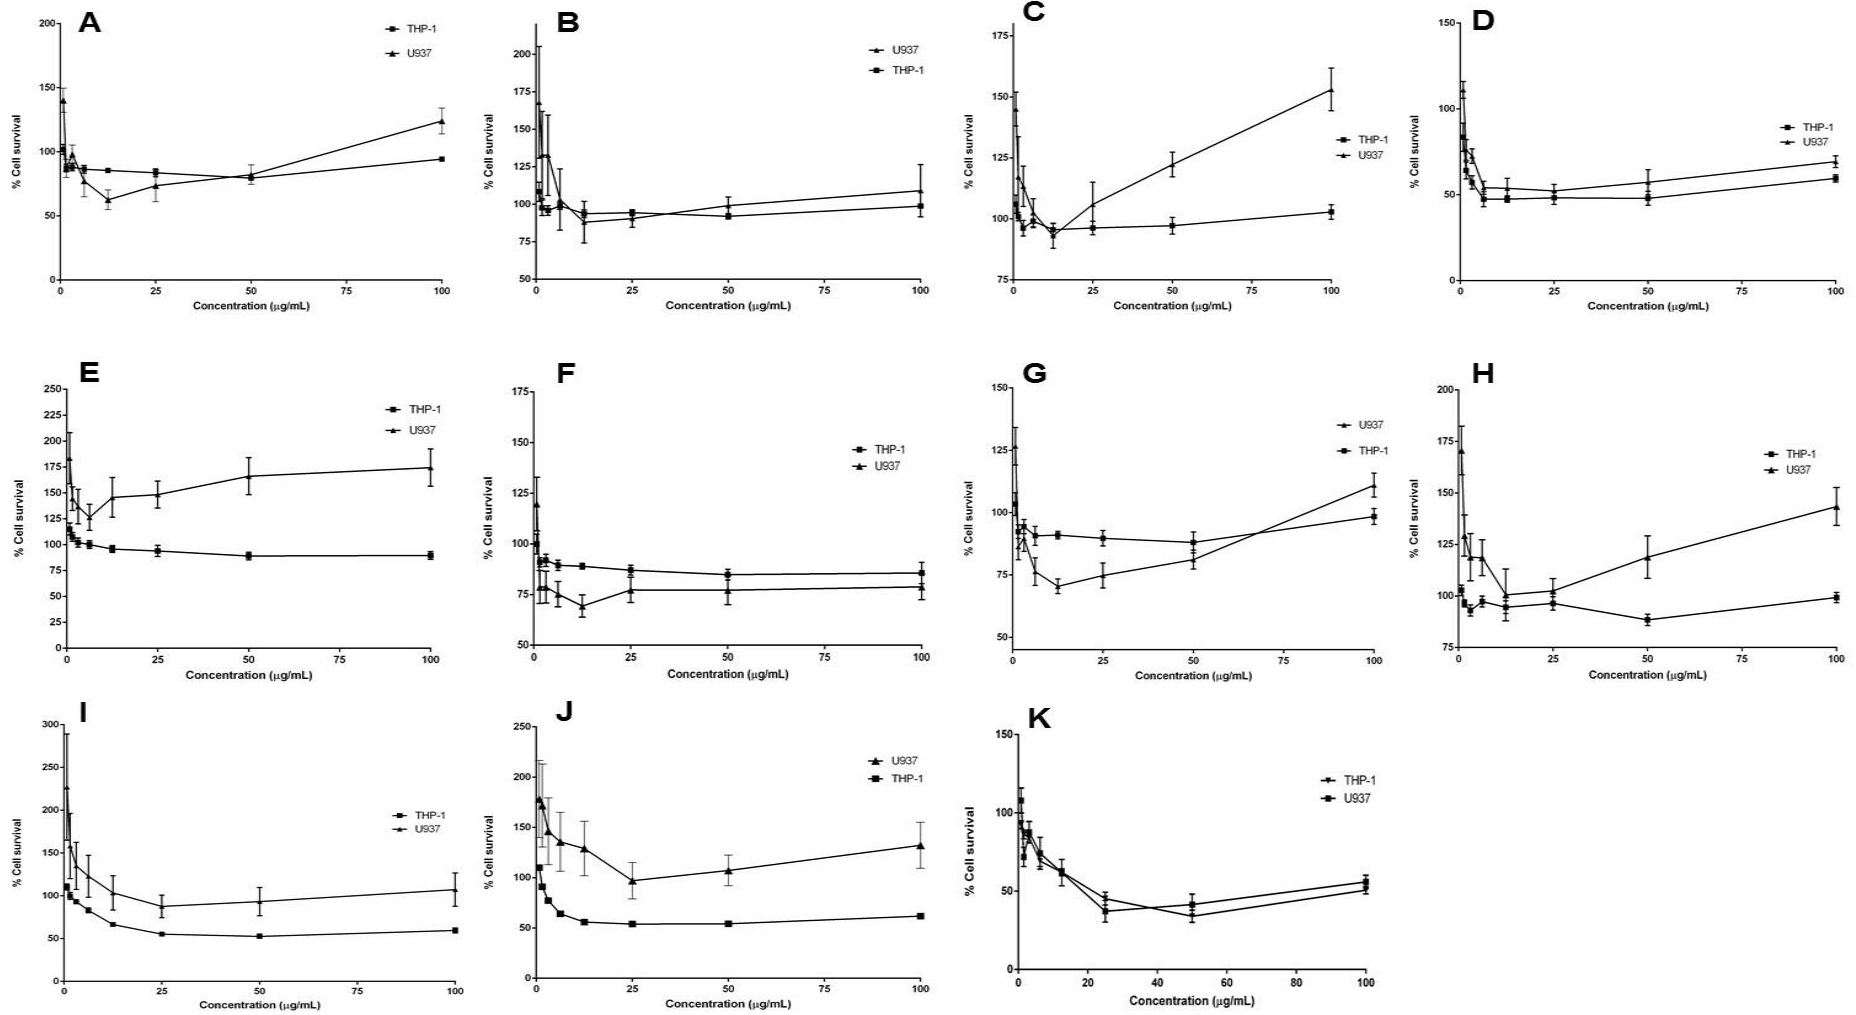 A
200
150
100
50
0
% Cell survival
THP-1
U937
0 25 50 75 100
Concentration (µg/mL)
B
200
175
150
125
100
75
50
% Cell survival
U937
THP-1
0 25 50 75 100
Concentration (µg/mL)
C
175
150
125
100
75
% Cell survival
THP-1
U937
0 25 50 75 100
Concentration (µg/mL)
D
150
100
50
0
% Cell survival
THP-1
U937
0 25 50 75 100
Concentration (µg/mL)
E
250
225
200
175
150
125
100
75
50
25
0
% Cell survival
THP-1
U937
0 25 50 75 100
Concentration (µg/mL)
F
175
150
125
100
75
50
% Cell survival
THP-1
U937
0 25 50 75 100
Concentration (µg/mL)
G
150
125
100
75
50
% Cell survival
U937
THP-1
0 25 50 75 100
Concentration (µg/mL)
H
200
175
150
125
100
75
% Cell survival
THP-1
U937
0 25 50 75 100
Concentration (µg/mL)
I
300
250
200
150
100
50
0
% Cell survival
THP-1
U937
0 25 50 75 100
Concentration (µg/mL)
J
250
200
150
100
50
0
% Cell survival
U937
THP-1
0 25 50 75 100
Concentration (µg/mL)
K
150
100
50
0
% Cell survival
THP-1
U937
0 20 40 60 80 100
Concentration (µg/mL)